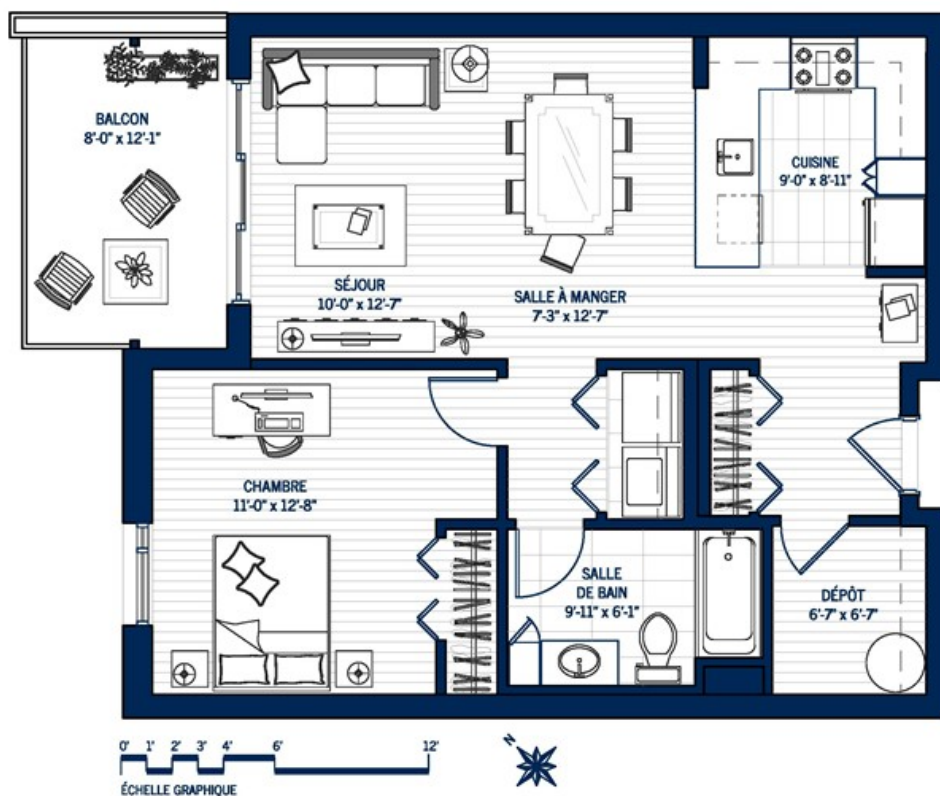 BALCON
8'-0" x 12'-1"
CUISINE
9'-0" x 8'-11"
SÉJOUR
10'-0" x 12'-7"
SALLE À MANGER
7'-3" x 12'-7"
CHAMBRE
11'-0" x 12'-8"
SALLE
DE BAIN
9'-11" x 6'-1"
DÉPÔT
6'-7" x 6'-7"
0' 1' 2' 3' 4' 6' 12'
ÉCHELLE GRAPHIQUE
N